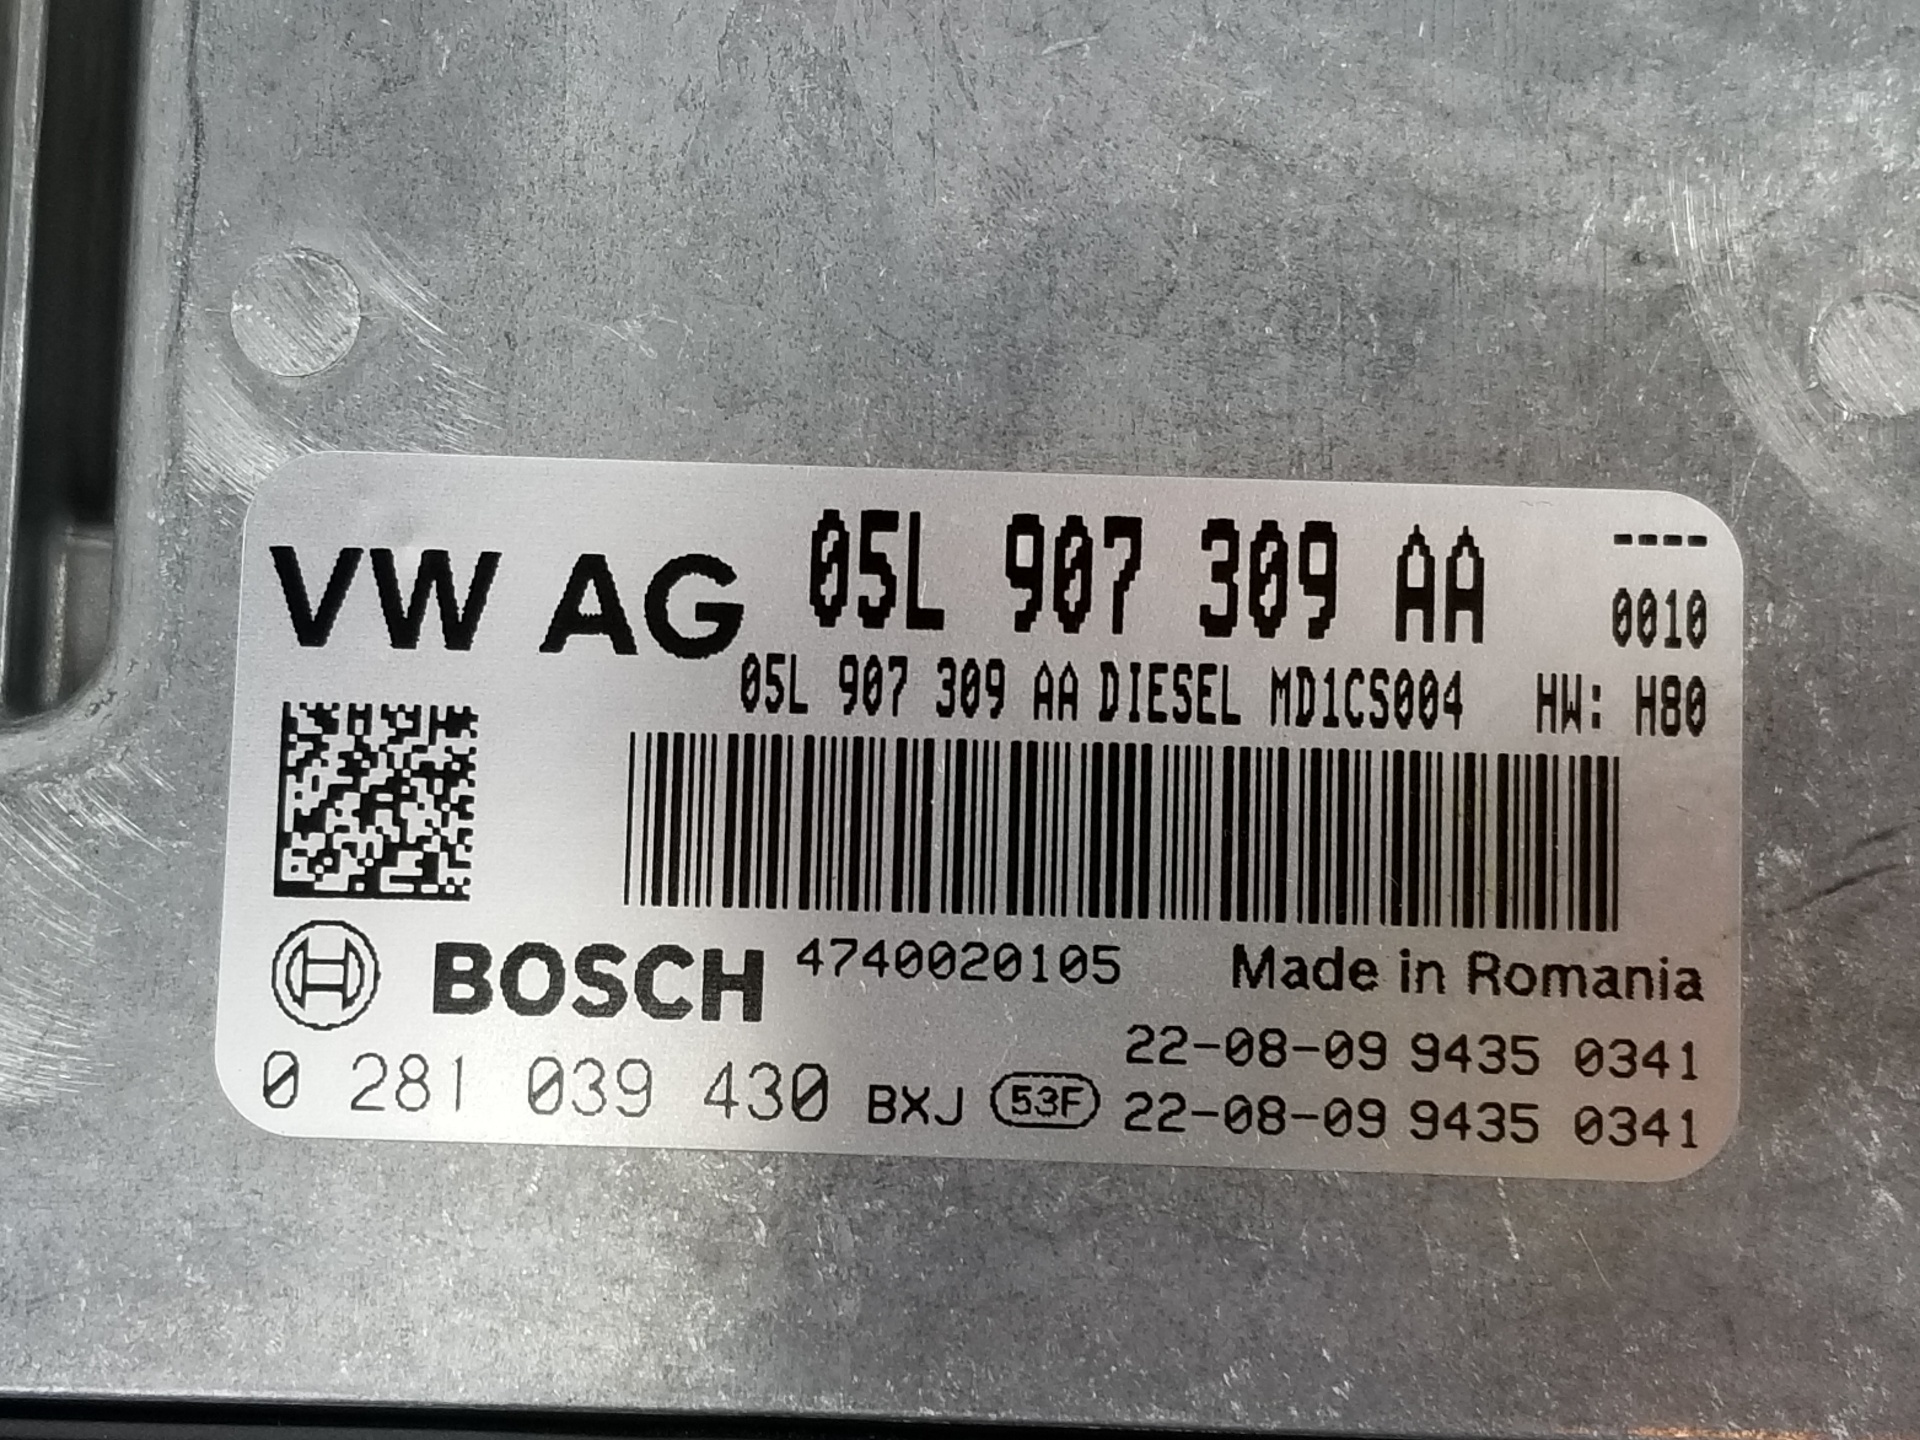 VW AG 05L 907 309 AA ----
0010
05L 907 309 AA DIESEL MD1CS004 HW: H80
BOSCH 4740020105 Made in Romania
22-08-09 9435 0341
0 281 039 430 BXJ 53F 22-08-09 9435 0341